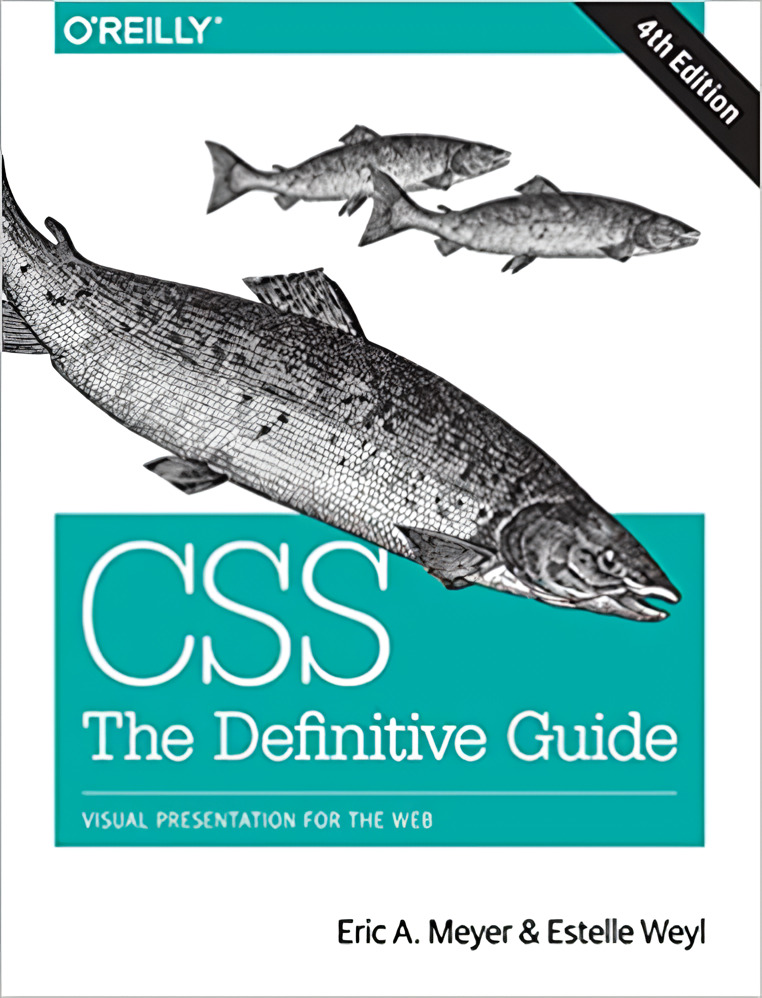 O'REILLY®
4th Edition
CSS
The Definitive Guide
VISUAL PRESENTATION FOR THE WEB
Eric A. Meyer & Estelle Weyl